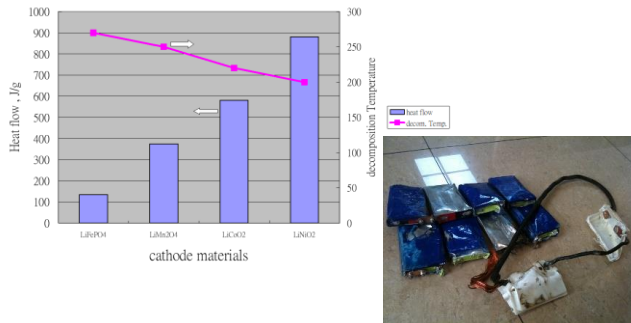 1000
900
800
700
600
500
400
300
200
100
0
Heat flow , J/g
300
250
200
150
100
50
0
decomposition Temperature
LiFePO4
LiMn2O4
LiCoO2
LiNiO2
cathode materials
heat flow
decom. Temp.